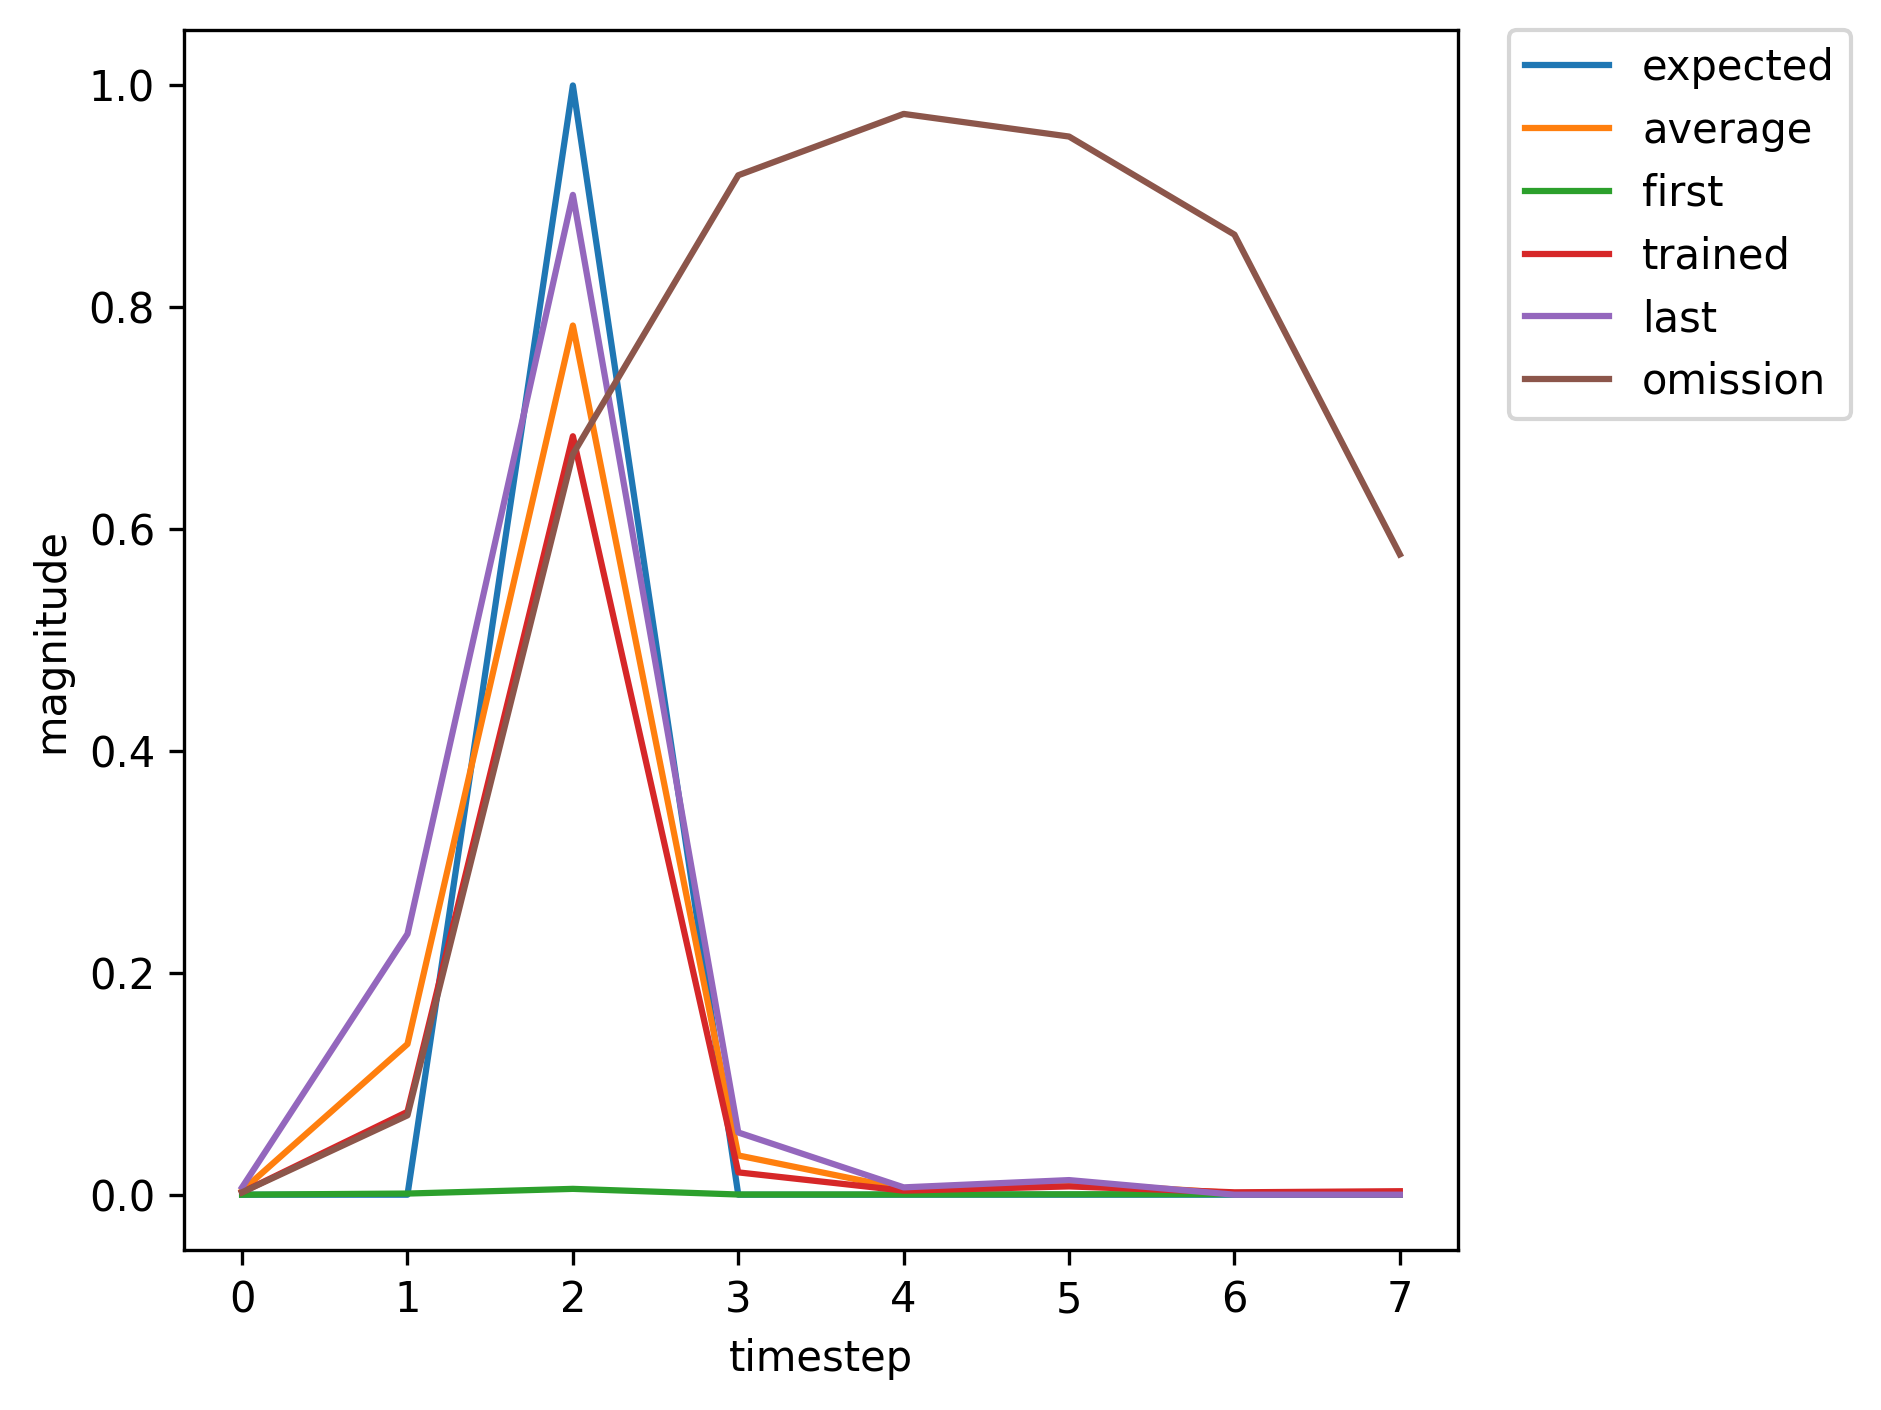 1.0
0.8
0.6
0.4
0.2
0.0
magnitude
0 1 2 3 4 5 6 7
timestep
expected
average
first
trained
last
omission